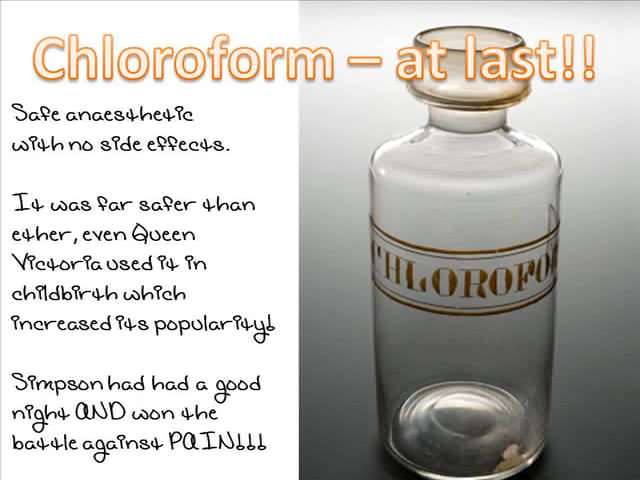 Chloroform – at last!!
Safe anaesthetic
with no side effects.
It was far safer than
ether, even Queen
Victoria used it in
childbirth which
increased its popularity!
Simpson had had a good
night AND won the
battle against PAIN!!!
CHLOROFO